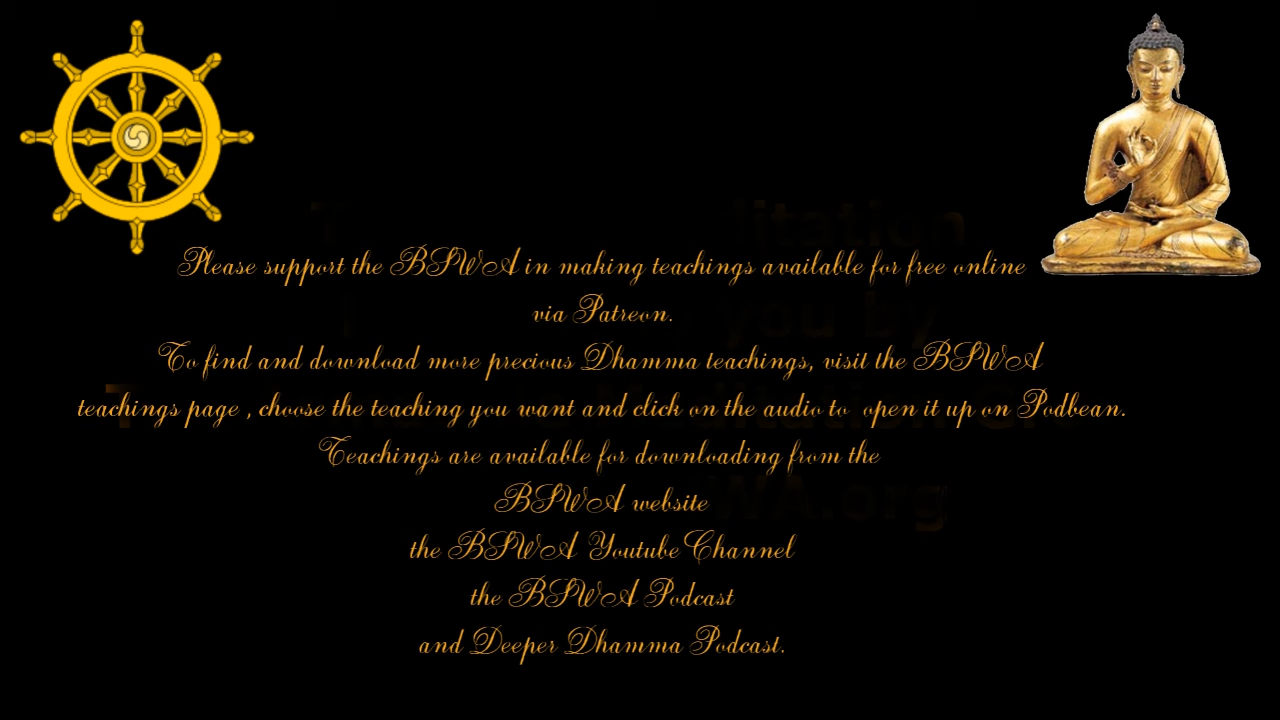 Please support the BSWA in making teachings available for free online
via Patreon.
To find and download more precious Dhamma teachings, visit the BSWA
teachings page , choose the teaching you want and click on the audio to open it up on Podbean.
Teachings are available for downloading from the
BSWA website
the BSWA Youtube Channel
the BSWA Podcast
and Deeper Dhamma Podcast.